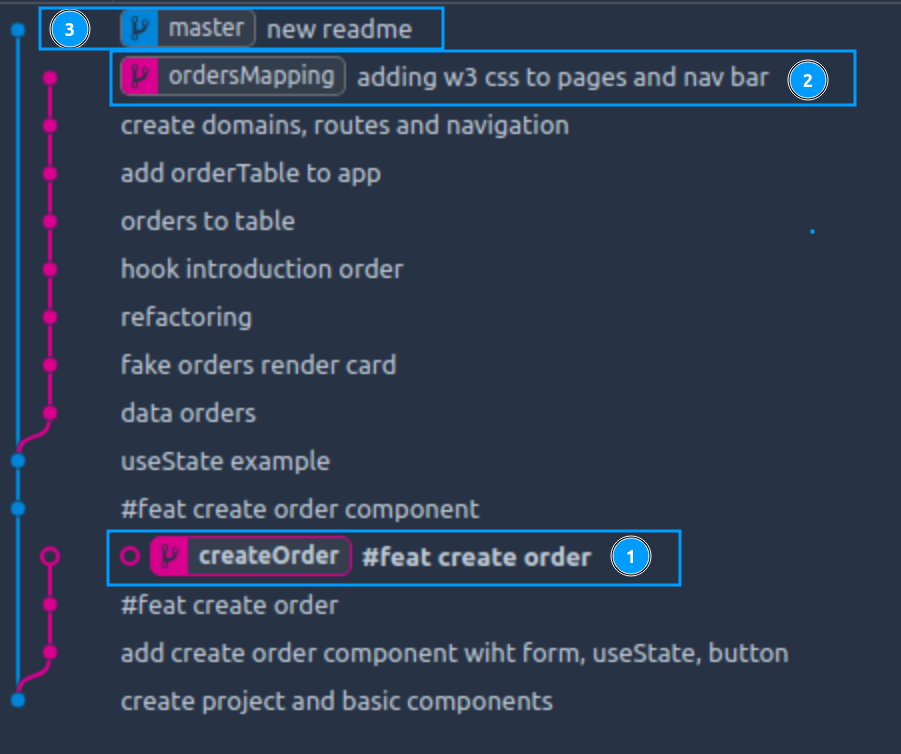 3 master new readme
ordersMapping adding w3 css to pages and nav bar 2
create domains, routes and navigation
add orderTable to app
orders to table
hook introduction order
refactoring
fake orders render card
data orders
useState example
#feat create order component
createOrder #feat create order 1
#feat create order
add create order component wiht form, useState, button
create project and basic components